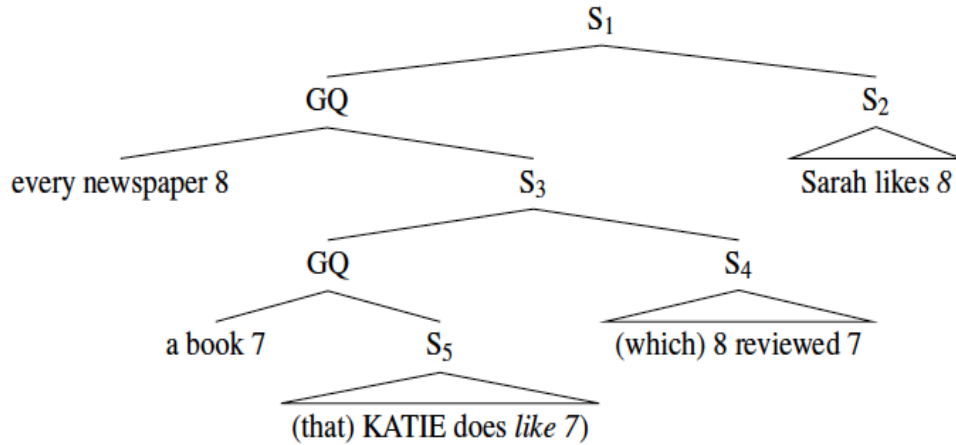 S1
GQ S2
every newspaper 8 S3 Sarah likes 8
GQ S4
a book 7 S5 (which) 8 reviewed 7
(that) KATIE does like 7)